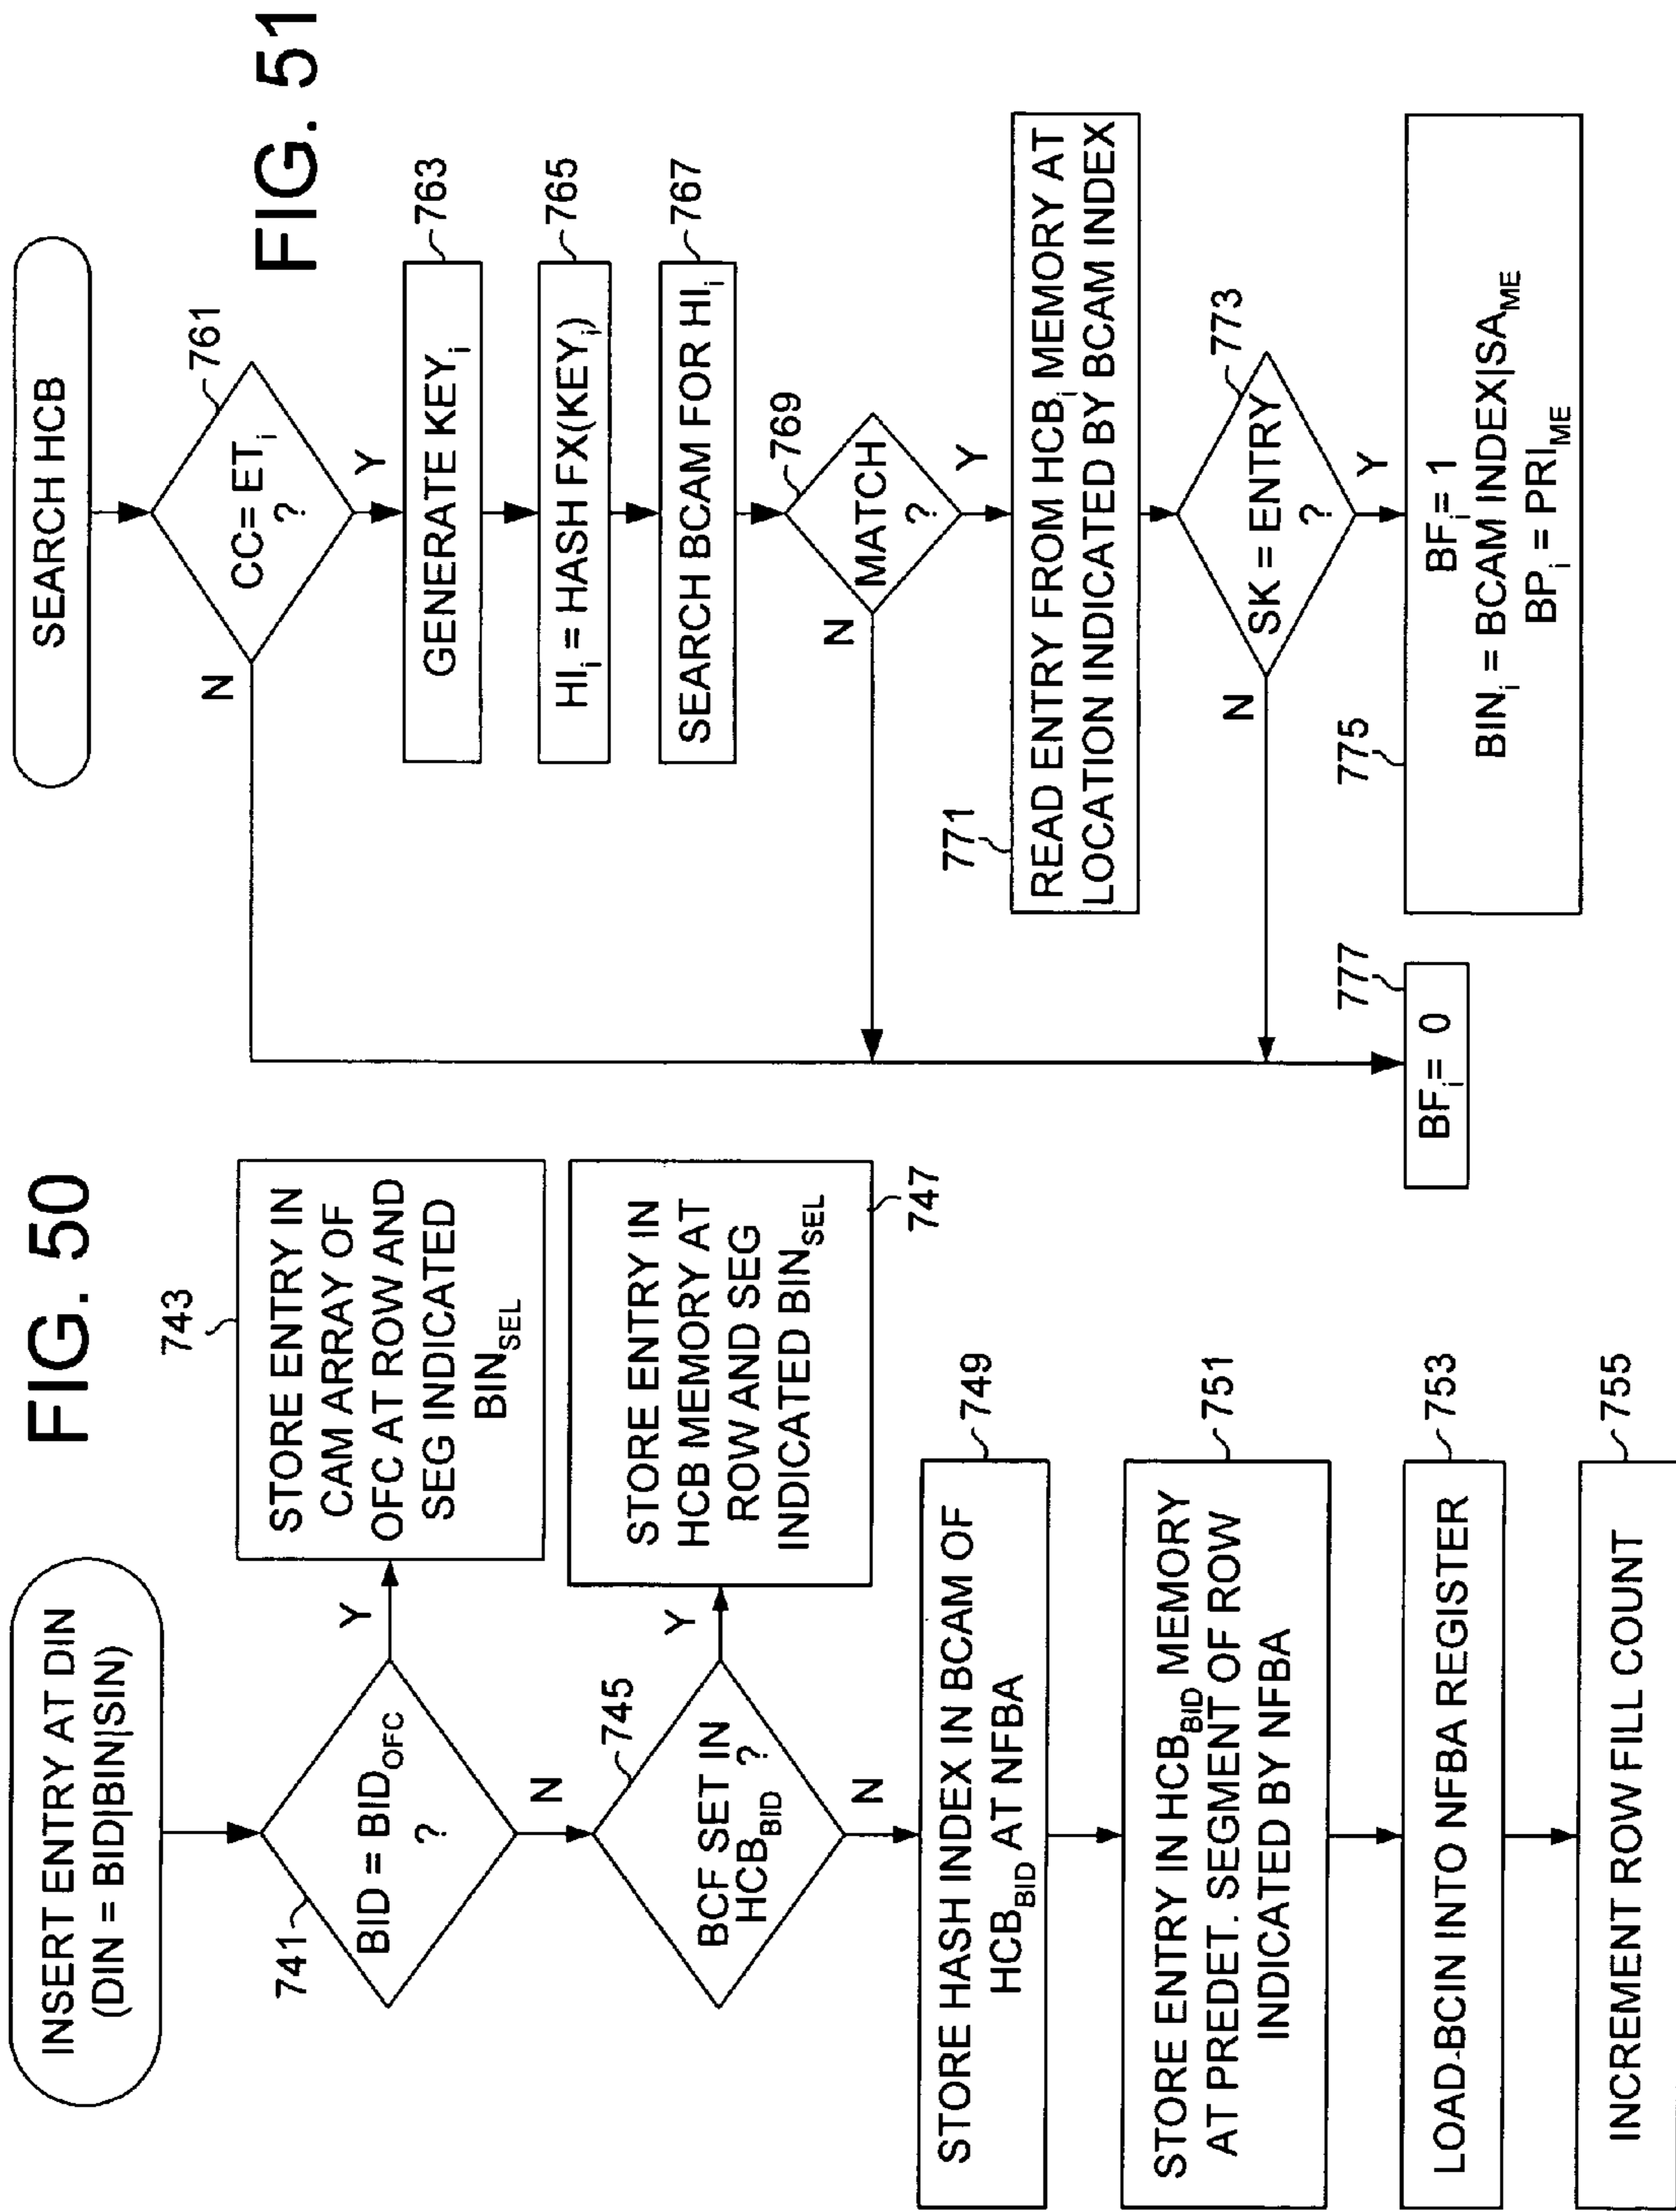 FIG. 50
INSERT ENTRY AT DIN
(DIN = BID|BIN|SIN)
741
BID = BID_OFC
?
Y
N
743
STORE ENTRY IN
CAM ARRAY OF
OFC AT ROW AND
SEG INDICATED
BIN_SEL
745
BCF SET IN
HCB_BID ?
Y
N
STORE ENTRY IN
HCB MEMORY AT
ROW AND SEG
INDICATED BIN_SEL
747
STORE HASH INDEX IN BCAM OF
HCB_BID AT NFBA
749
STORE ENTRY IN HCB_BID MEMORY
AT PREDET. SEGMENT OF ROW
INDICATED BY NFBA
751
LOAD-BCIN INTO NFBA REGISTER
753
INCREMENT ROW FILL COUNT
755
FIG. 51
SEARCH HCB
761
CC= ET_i
?
N
Y
GENERATE KEY_i
763
HI_i = HASH FX(KEY_i)
765
SEARCH BCAM FOR HI_i
767
769
MATCH
?
N
Y
771
READ ENTRY FROM HCB_i MEMORY AT
LOCATION INDICATED BY BCAM INDEX
773
SK = ENTRY
?
N
Y
775
BF_i = 1
BIN_i = BCAM INDEX|SA_ME
BP_i = PRI_ME
777
BF_i = 0